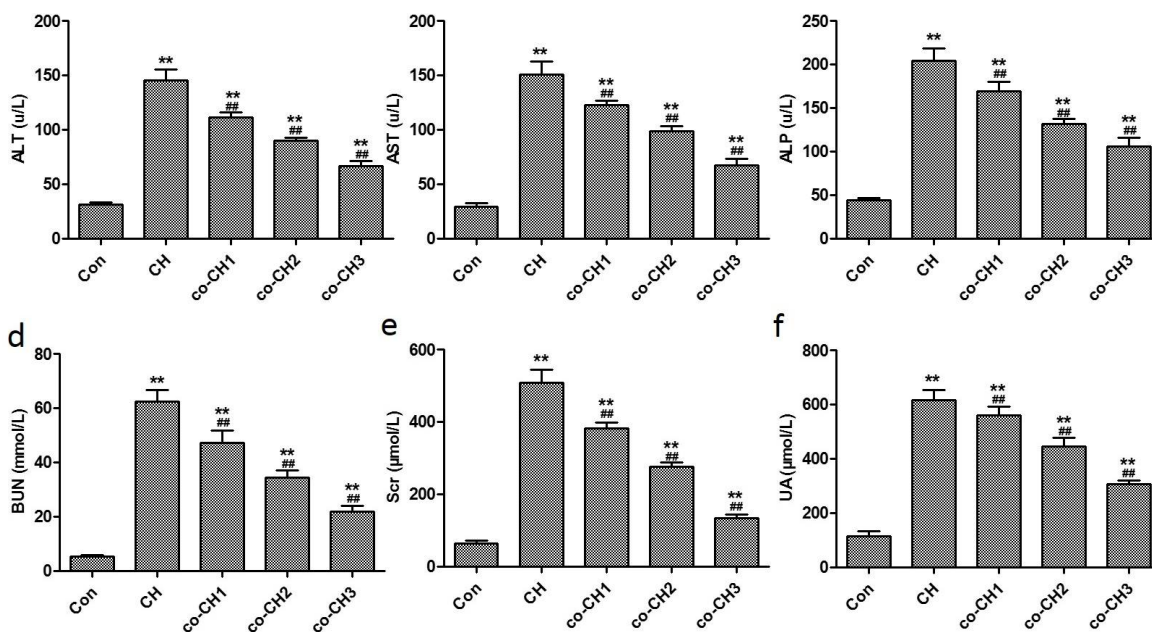 ALT (u/L)
200
150
100
50
0
**
**
##
**
##
**
##
Con
CH
co-CH1
co-CH2
co-CH3
AST (u/L)
200
150
100
50
0
**
**
##
**
##
**
##
Con
CH
co-CH1
co-CH2
co-CH3
ALP (u/L)
250
200
150
100
50
0
**
**
##
**
##
**
##
Con
CH
co-CH1
co-CH2
co-CH3
d
BUN (mmol/L)
80
60
40
20
0
**
**
##
**
##
**
##
Con
CH
co-CH1
co-CH2
co-CH3
e
Scr (μmol/L)
600
400
200
0
**
**
##
**
##
**
##
Con
CH
co-CH1
co-CH2
co-CH3
f
UA (μmol/L)
800
600
400
200
0
**
**
##
**
##
**
##
Con
CH
co-CH1
co-CH2
co-CH3